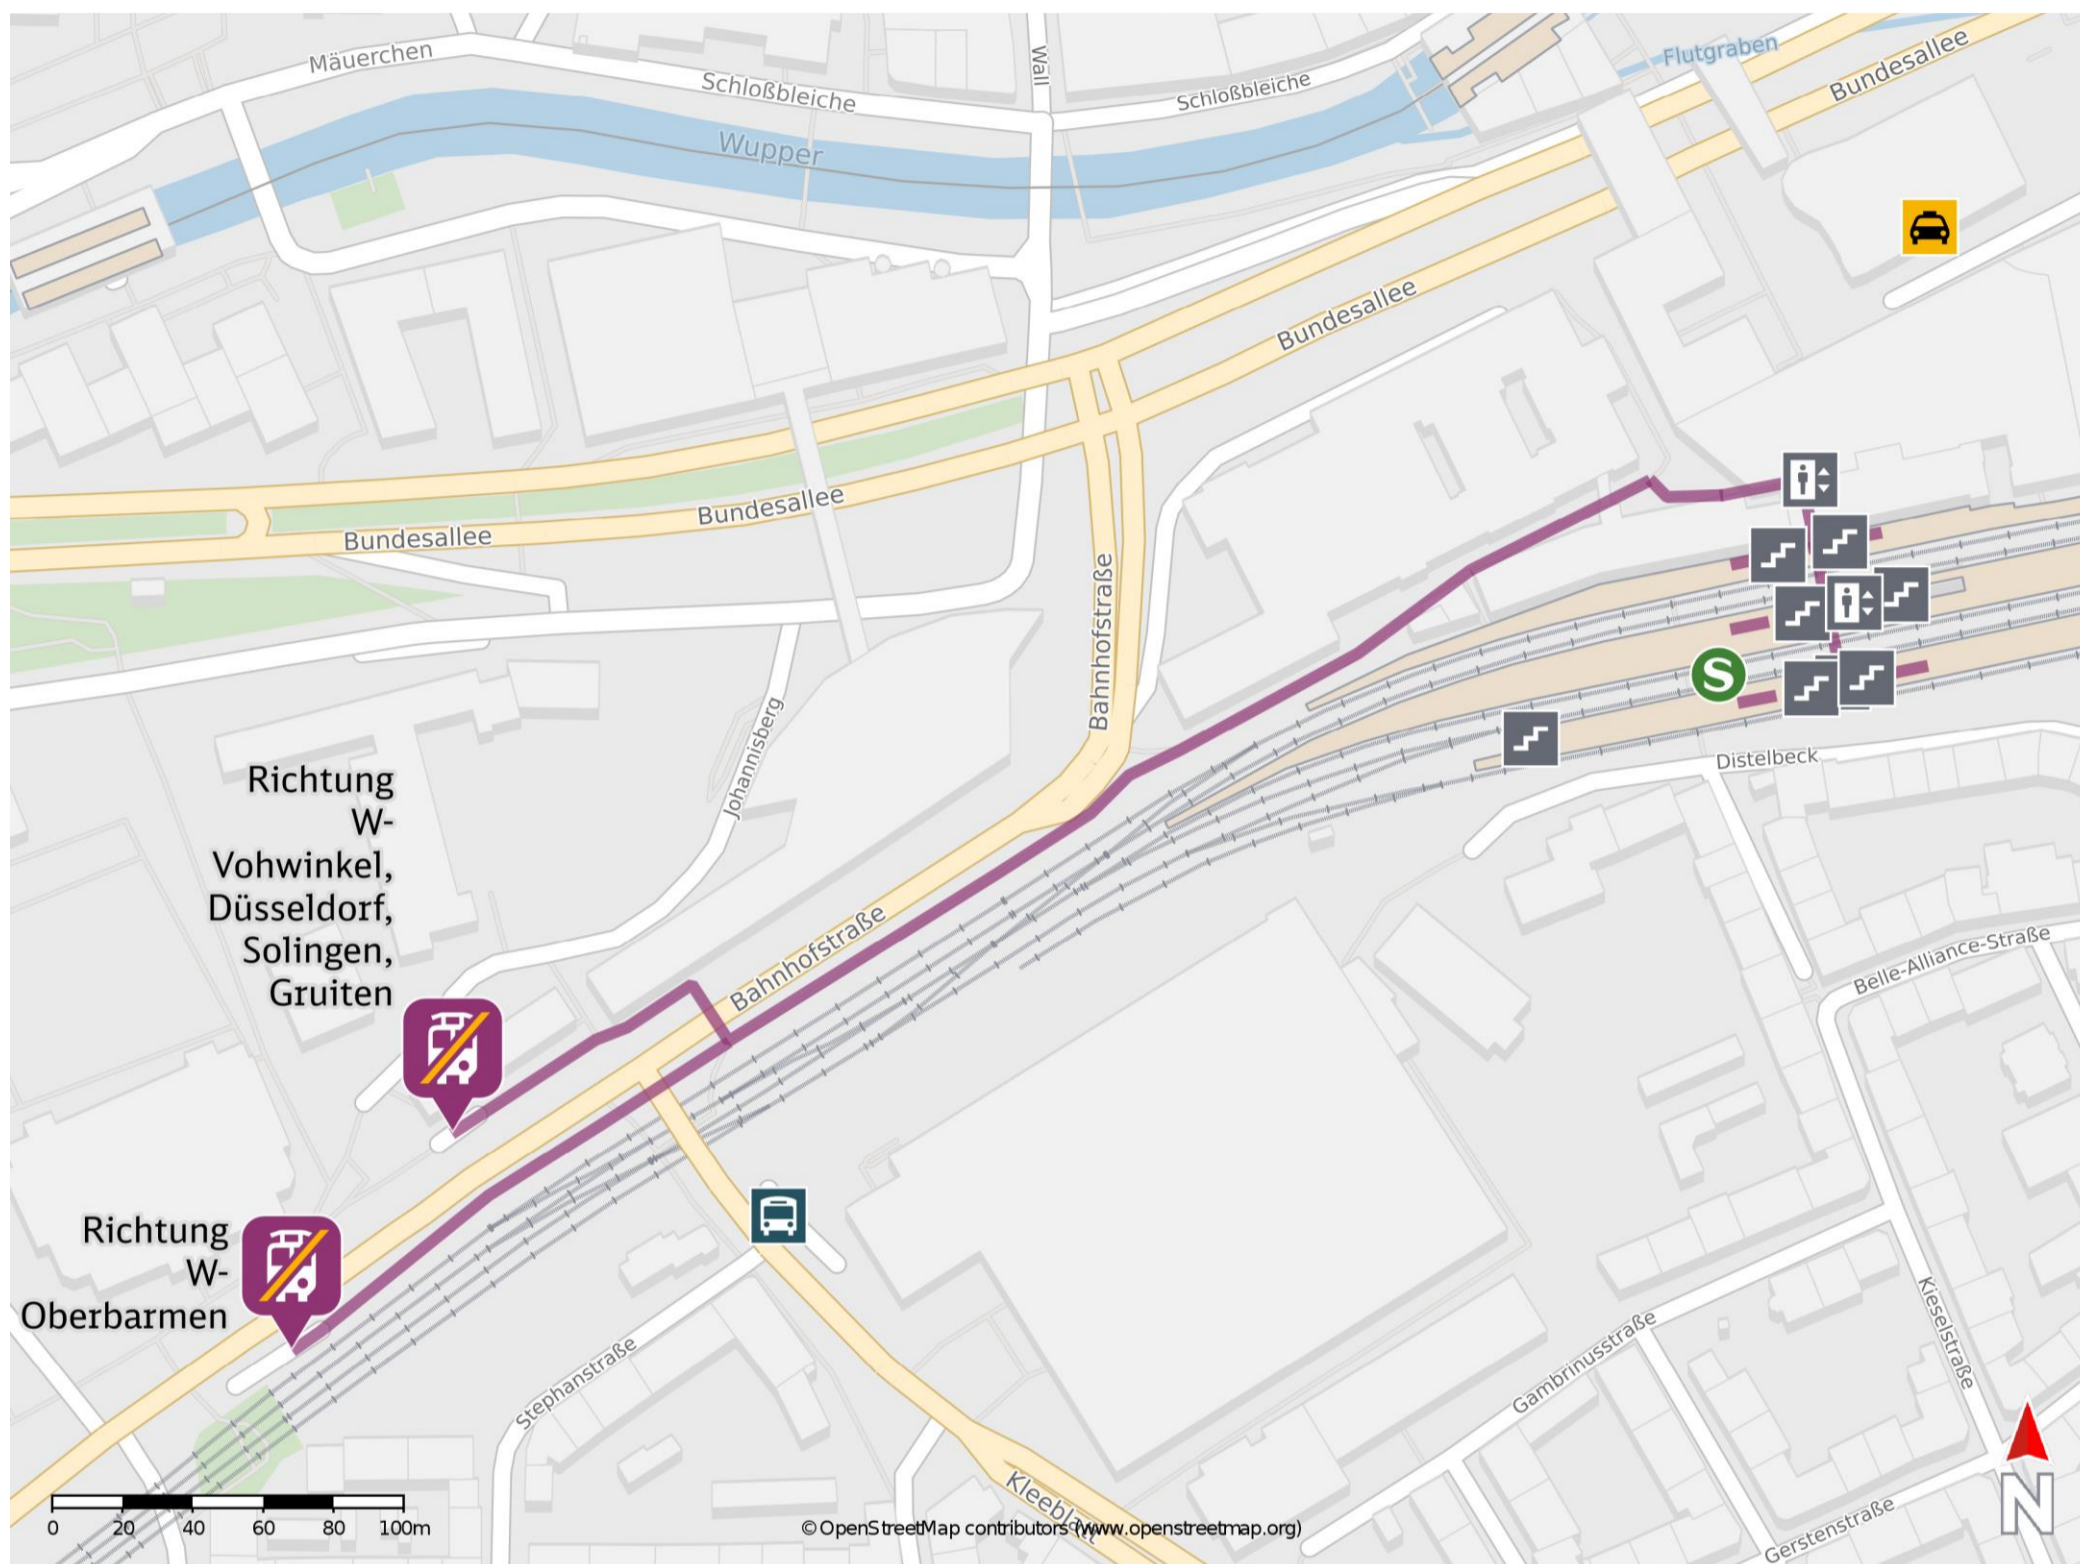 Mäuerchen
Schloßbleiche
Wall
Schloßbleiche
Flutgraben
Bundesallee
Wupper
Bundesallee
Bundesallee
Bundesallee
Bahnhofstraße
Johannisberg
S
Distelbeck
Richtung
W-
Vohwinkel,
Düsseldorf,
Solingen,
Gruiten
Bahnhofstraße
Belle-Alliance-Straße
Richtung
W-
Oberbarmen
Stephanstraße
Gambrinusstraße
Kieselstraße
Kleeblatt
Gerstenstraße
N
0 20 40 60 80 100m
© OpenStreetMap contributors (www.openstreetmap.org)